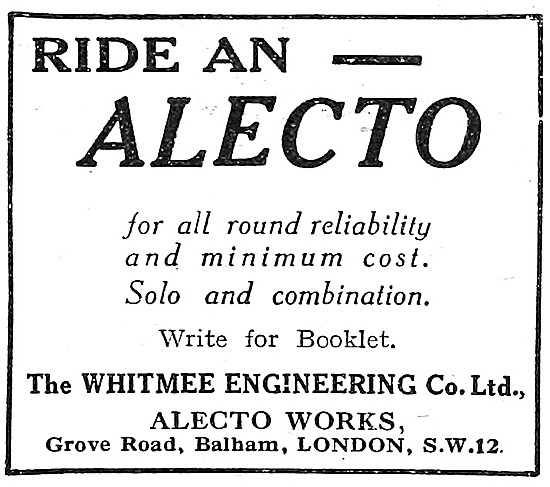 RIDE AN —
ALECTO
for all round reliability
and minimum cost.
Solo and combination.
Write for Booklet.
The WHITMEE ENGINEERING Co. Ltd.,
ALECTO WORKS,
Grove Road, Balham, LONDON, S.W.12.